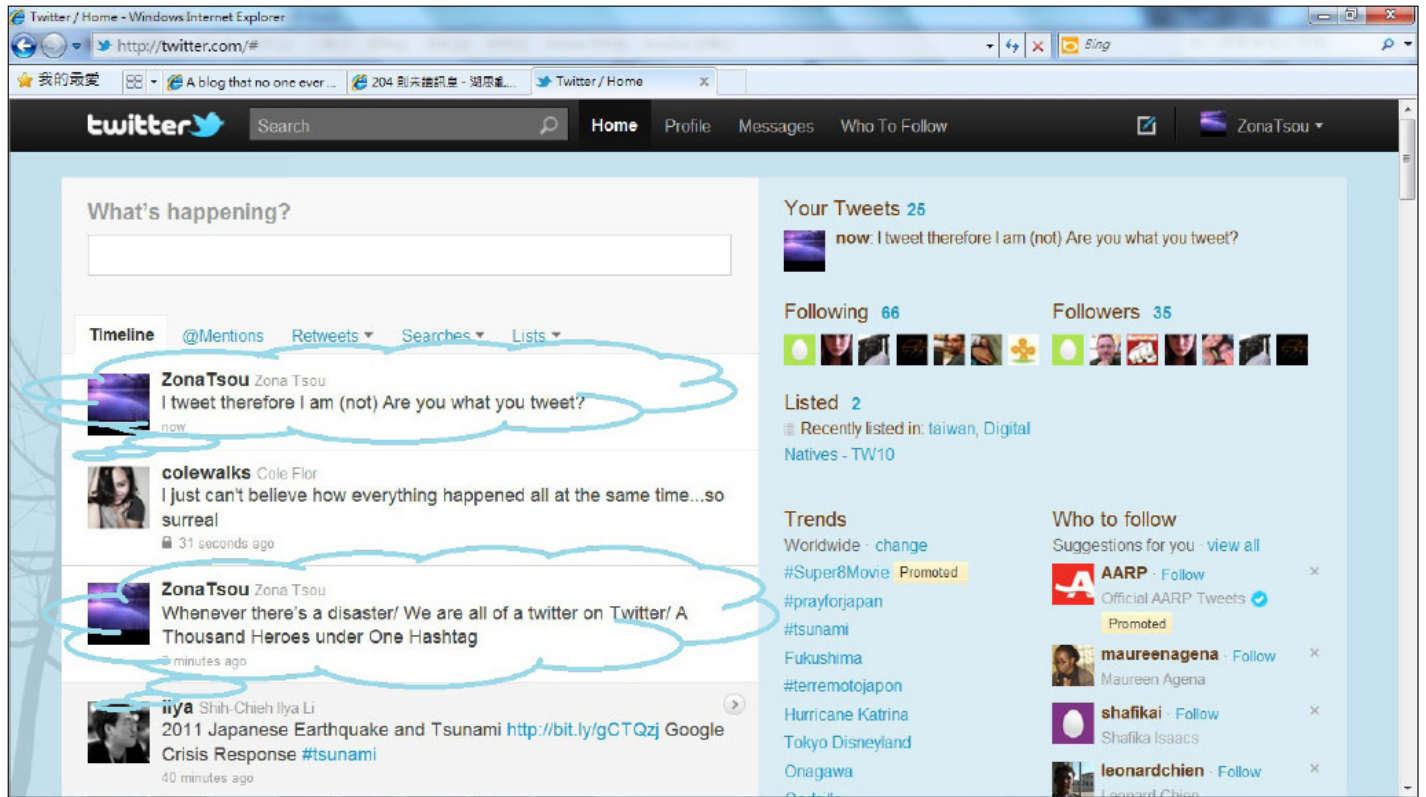 Twitter / Home - Windows Internet Explorer
http://twitter.com/#
Bing
我的最愛
A blog that no one ever ...
204 則未讀訊息 -
Twitter / Home
twitter
Search
Home
Profile
Messages
Who To Follow
ZonaTsou
What's happening?
Timeline
@Mentions
Retweets
Searches
Lists
ZonaTsou Zona Tsou
I tweet therefore I am (not) Are you what you tweet?
now
colewalks Cole Flor
I just can't believe how everything happened all at the same time...so
surreal
31 seconds ago
ZonaTsou Zona Tsou
Whenever there's a disaster/ We are all of a twitter on Twitter/ A
Thousand Heroes under One Hashtag
minutes ago
ilya Shih-Chieh Ilya Li
2011 Japanese Earthquake and Tsunami http://bit.ly/gCTQzj Google
Crisis Response #tsunami
40 minutes ago
Your Tweets 25
now: I tweet therefore I am (not) Are you what you tweet?
Following 66
Followers 35
Listed 2
Recently listed in: taiwan, Digital
Natives - TW10
Trends
Worldwide · change
#Super8Movie Promoted
#prayforjapan
#tsunami
Fukushima
#terremotojapon
Hurricane Katrina
Tokyo Disneyland
Onagawa
Godzilla
Who to follow
Suggestions for you · view all
AARP · Follow
Official AARP Tweets
Promoted
maureenagena · Follow
Maureen Agena
shafikai · Follow
Shafika Isaacs
leonardchien · Follow
Leonard Chien